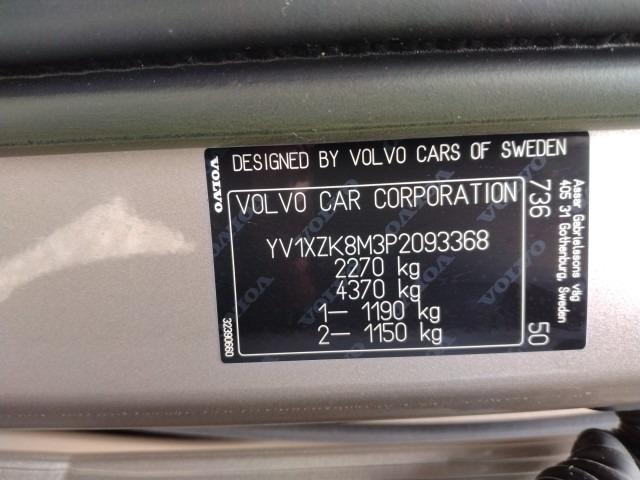 DESIGNED BY VOLVO CARS OF SWEDEN
VOLVO
VOLVO CAR CORPORATION
YV1XZK8M3P2093368
2270 kg
4370 kg
1– 1190 kg
2– 1150 kg
32390660
736
50
Assar Gabrielssons väg
405 31 Gothenburg, Sweden